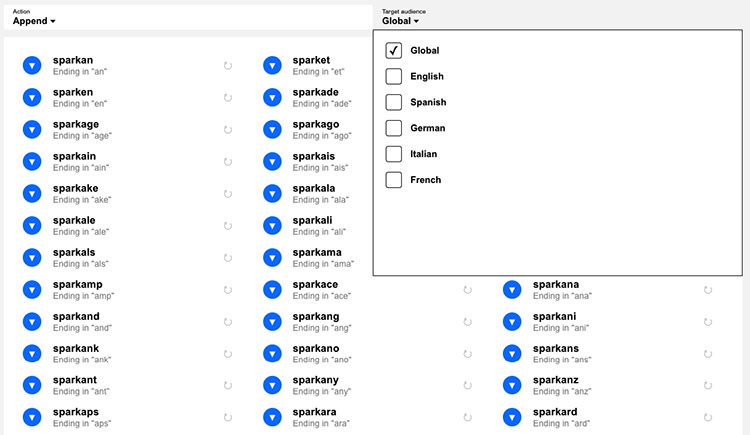 Action
Append
Target audience
Global
Global
English
Spanish
German
Italian
French
sparkan
Ending in "an"
sparken
Ending in "en"
sparkage
Ending in "age"
sparkain
Ending in "ain"
sparkake
Ending in "ake"
sparkale
Ending in "ale"
sparkals
Ending in "als"
sparkamp
Ending in "amp"
sparkand
Ending in "and"
sparkank
Ending in "ank"
sparkant
Ending in "ant"
sparkaps
Ending in "aps"
sparket
Ending in "et"
sparkade
Ending in "ade"
sparkago
Ending in "ago"
sparkais
Ending in "ais"
sparkala
Ending in "ala"
sparkali
Ending in "ali"
sparkama
Ending in "ama"
sparkace
Ending in "ace"
sparkang
Ending in "ang"
sparkano
Ending in "ano"
sparkany
Ending in "any"
sparkara
Ending in "ara"
sparkana
Ending in "ana"
sparkani
Ending in "ani"
sparkans
Ending in "ans"
sparkanz
Ending in "anz"
sparkard
Ending in "ard"